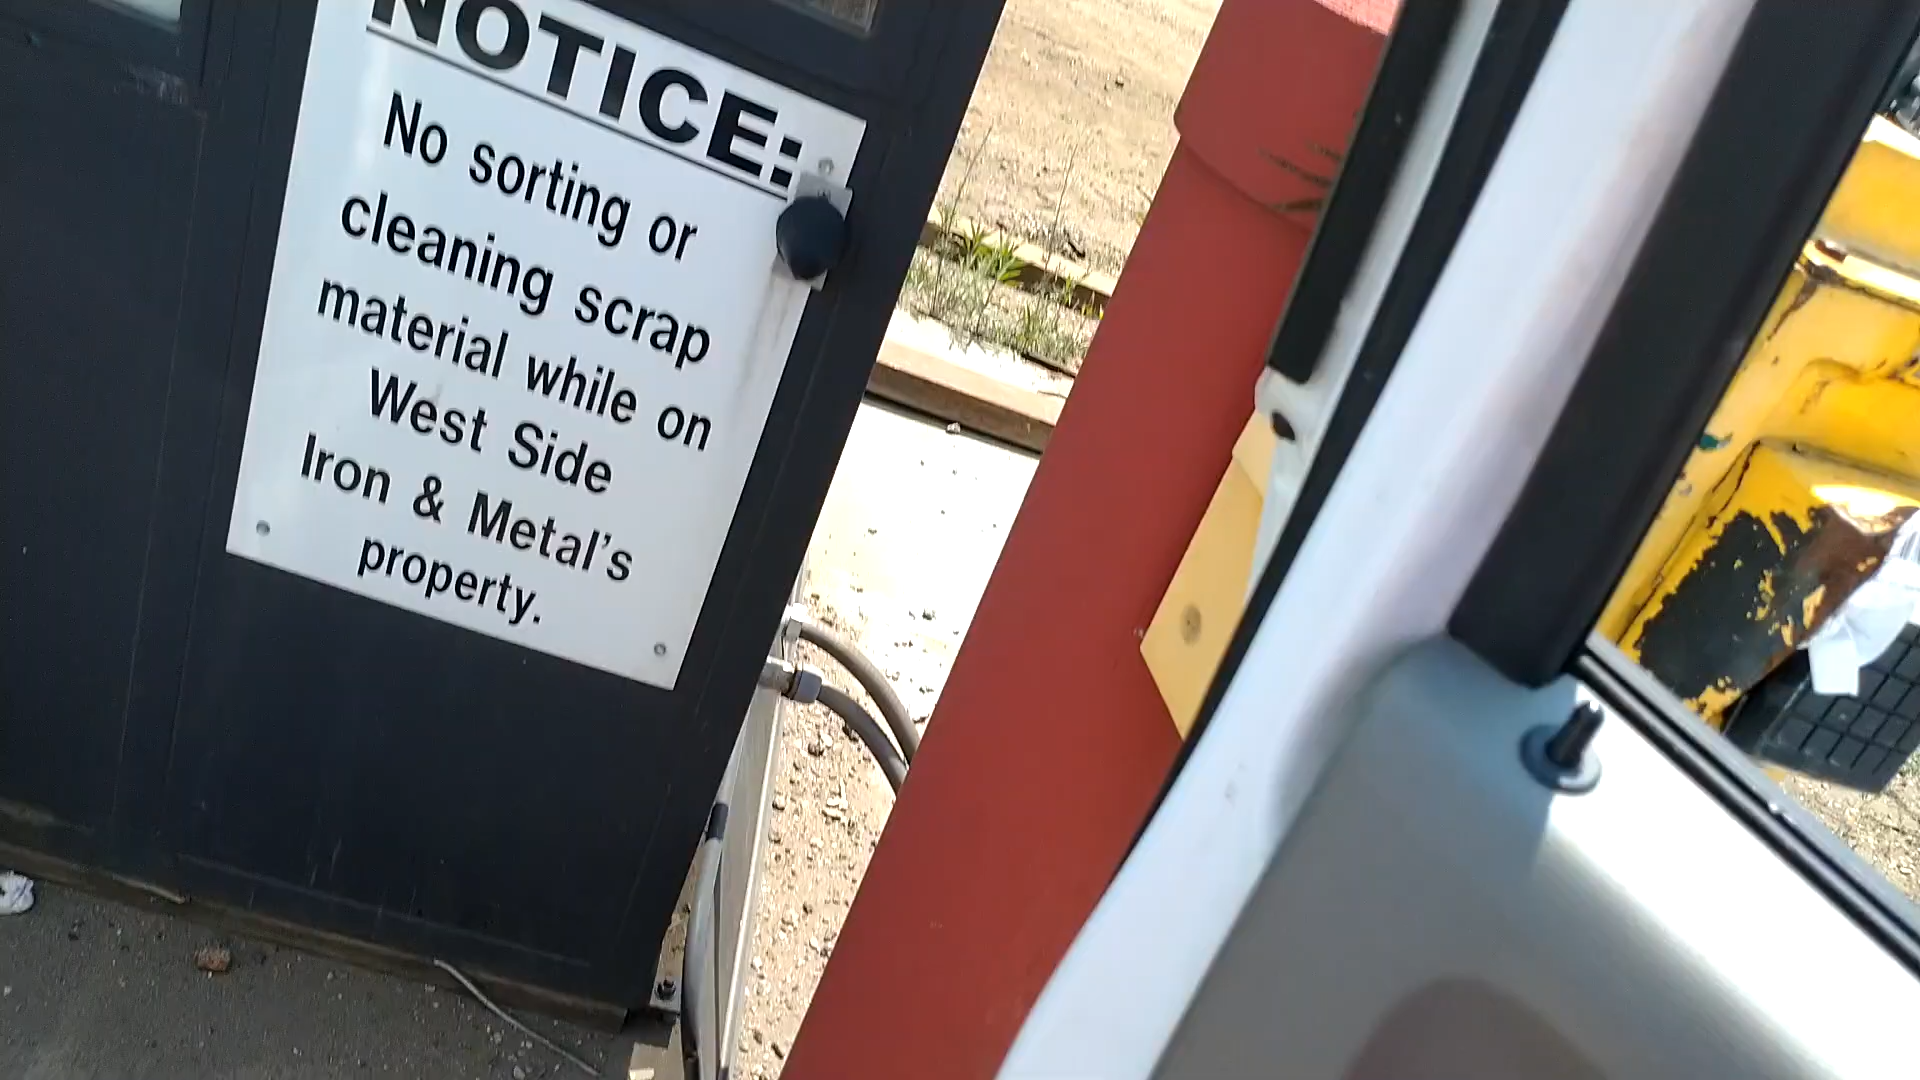 NOTICE:
No sorting or
cleaning scrap
material while on
West Side
Iron & Metal's
property.